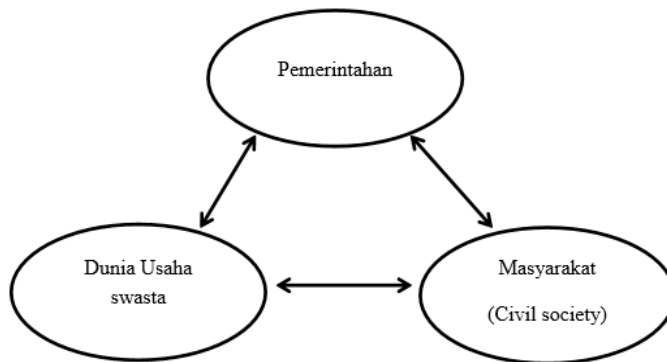 Pemerintahan
Dunia Usaha
swasta
Masyarakat
(Civil society)